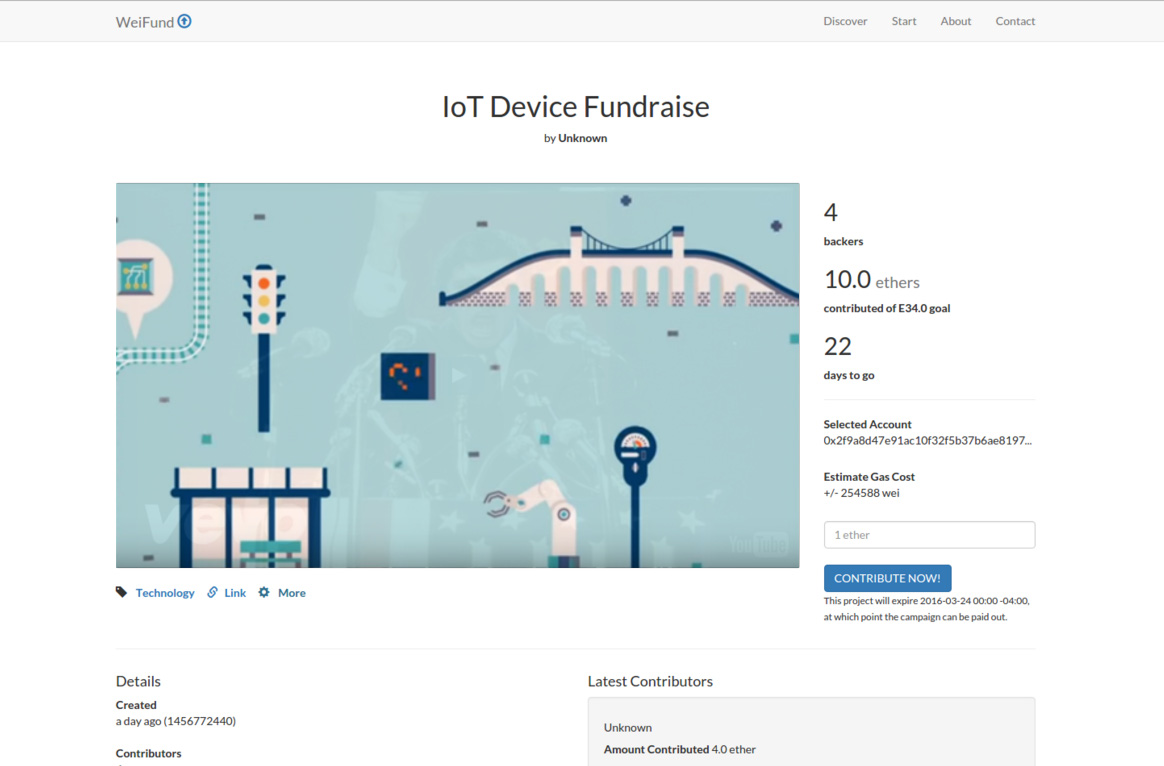 WeiFund
Discover
Start
About
Contact
IoT Device Fundraise
by Unknown
4
backers
10.0 ethers
contributed of E34.0 goal
22
days to go
Selected Account
0x2f9a8d47e91ac10f32f5b37b6ae8197...
Estimate Gas Cost
+/- 254588 wei
1 ether
CONTRIBUTE NOW!
This project will expire 2016-03-24 00:00 -04:00,
at which point the campaign can be paid out.
vevo
YouTube
Technology
Link
More
Details
Created
a day ago (1456772440)
Contributors
Latest Contributors
Unknown
Amount Contributed 4.0 ether